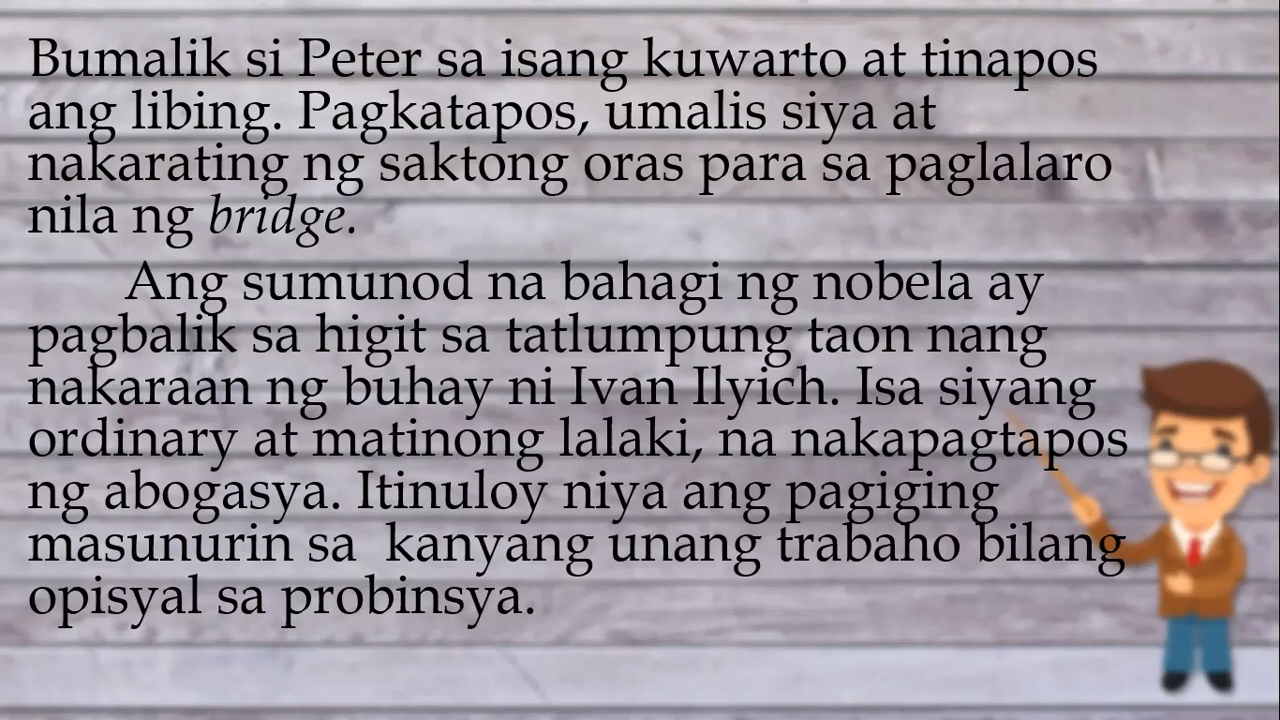 Bumalik si Peter sa isang kuwarto at tinapos
ang libing. Pagkatapos, umalis siya at
nakarating ng saktong oras para sa paglalaro
nila ng bridge.
Ang sumunod na bahagi ng nobela ay
pagbalik sa higit sa tatlumpung taon nang
nakaraan ng buhay ni Ivan Ilyich. Isa siyang
ordinary at matinong lalaki, na nakapagtapos
ng abogasya. Itinuloy niya ang pagiging
masunurin sa  kanyang unang trabaho bilang
opisyal sa probinsya.